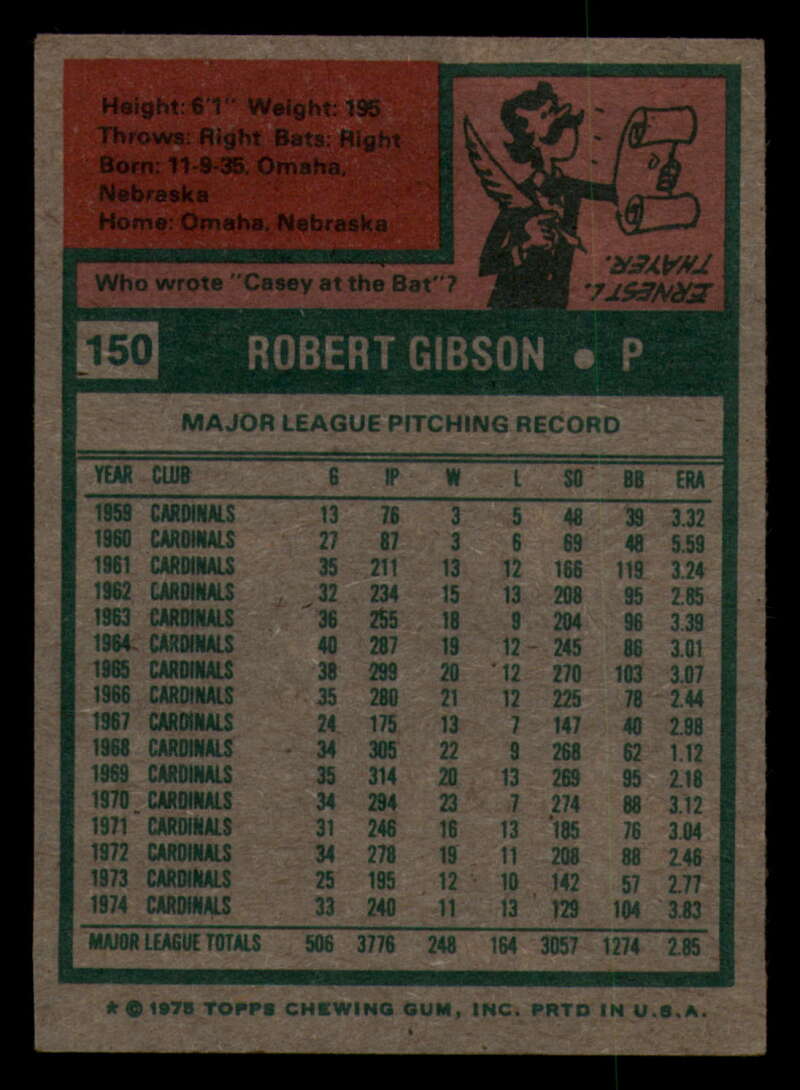 Height: 6'1" Weight: 195
Throws: Right Bats: Right
Born: 11-9-35, Omaha,
Nebraska
Home: Omaha, Nebraska
Who wrote "Casey at the Bat"?
ERNEST L.
THAYER.
150 ROBERT GIBSON • P
MAJOR LEAGUE PITCHING RECORD
YEAR CLUB G IP W L SO BB ERA
1959 CARDINALS 13 76 3 5 48 39 3.32
1960 CARDINALS 27 87 3 6 69 48 5.59
1961 CARDINALS 35 211 13 12 166 119 3.24
1962 CARDINALS 32 234 15 13 208 95 2.85
1963 CARDINALS 36 255 18 9 204 96 3.39
1964 CARDINALS 40 287 19 12 245 86 3.01
1965 CARDINALS 38 299 20 12 270 103 3.07
1966 CARDINALS 35 280 21 12 225 78 2.44
1967 CARDINALS 24 175 13 7 147 40 2.98
1968 CARDINALS 34 305 22 9 268 62 1.12
1969 CARDINALS 35 314 20 13 269 95 2.18
1970 CARDINALS 34 294 23 7 274 88 3.12
1971 CARDINALS 31 246 16 13 185 76 3.04
1972 CARDINALS 34 278 19 11 208 88 2.46
1973 CARDINALS 25 195 12 10 142 57 2.77
1974 CARDINALS 33 240 11 13 129 104 3.83
MAJOR LEAGUE TOTALS 506 3776 248 164 3057 1274 2.85
* © 1975 TOPPS CHEWING GUM, INC. PRTD IN U.S.A.